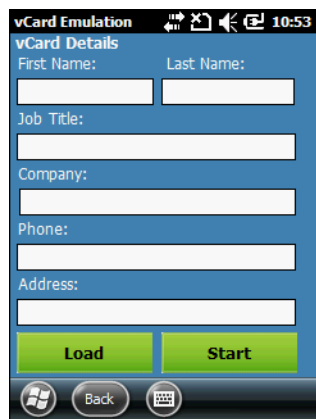 vCard Emulation 10:53
vCard Details
First Name: Last Name:
Job Title:
Company:
Phone:
Address:
Load Start
Back